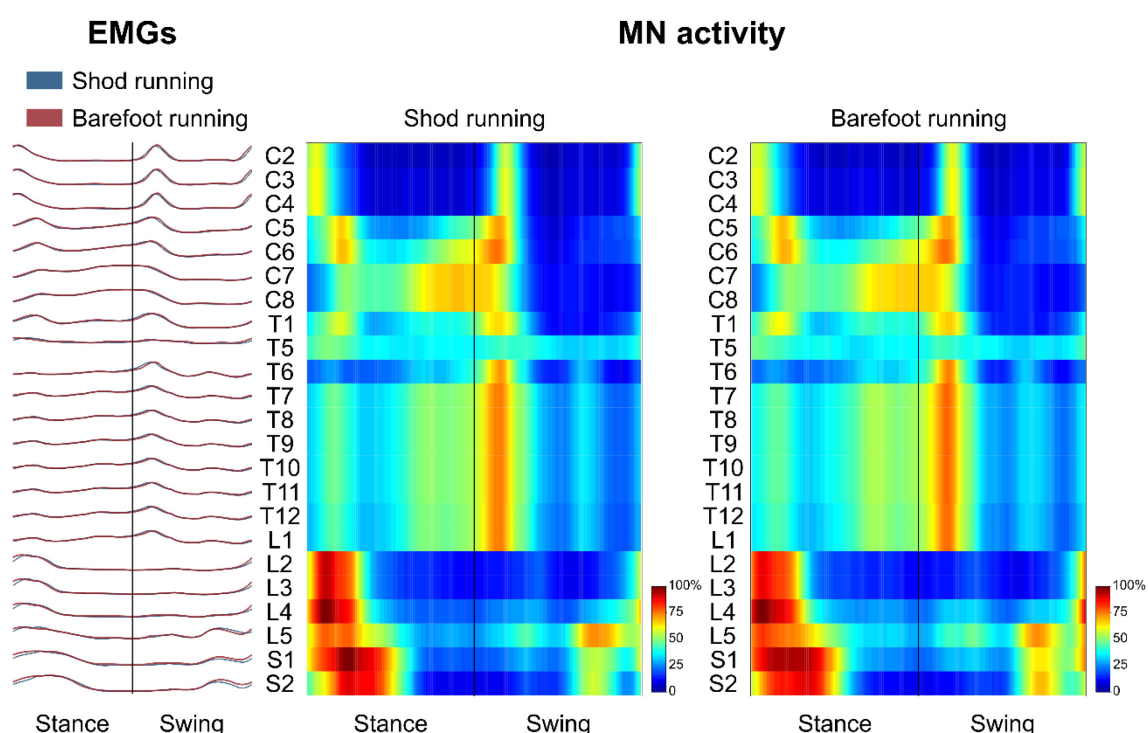 EMGs
MN activity
Shod running
Barefoot running
Shod running
Barefoot running
C2
C3
C4
C5
C6
C7
C8
T1
T5
T6
T7
T8
T9
T10
T11
T12
L1
L2
L3
L4
L5
S1
S2
100%
75
50
25
0
C2
C3
C4
C5
C6
C7
C8
T1
T5
T6
T7
T8
T9
T10
T11
T12
L1
L2
L3
L4
L5
S1
S2
100%
75
50
25
0
Stance Swing
Stance Swing
Stance Swing